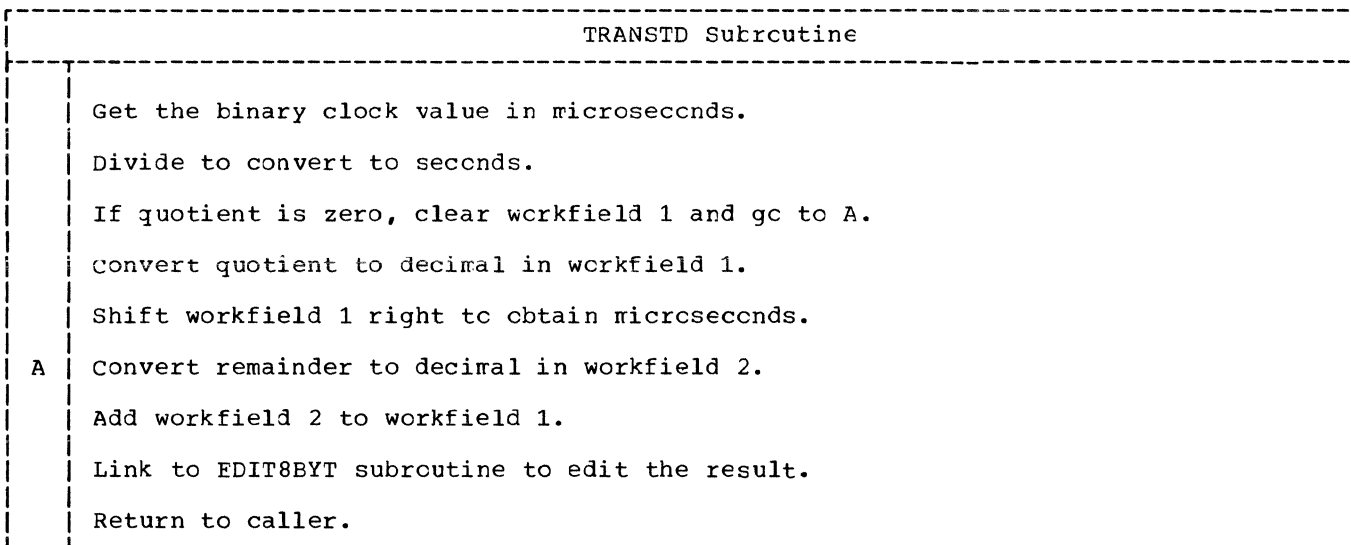 TRANSTD Subroutine
Get the binary clock value in microseconds.
Divide to convert to seconds.
If quotient is zero, clear workfield 1 and go to A.
Convert quotient to decimal in workfield 1.
Shift workfield 1 right to obtain microseconds.
A Convert remainder to decimal in workfield 2.
Add workfield 2 to workfield 1.
Link to EDIT8BYT subroutine to edit the result.
Return to caller.